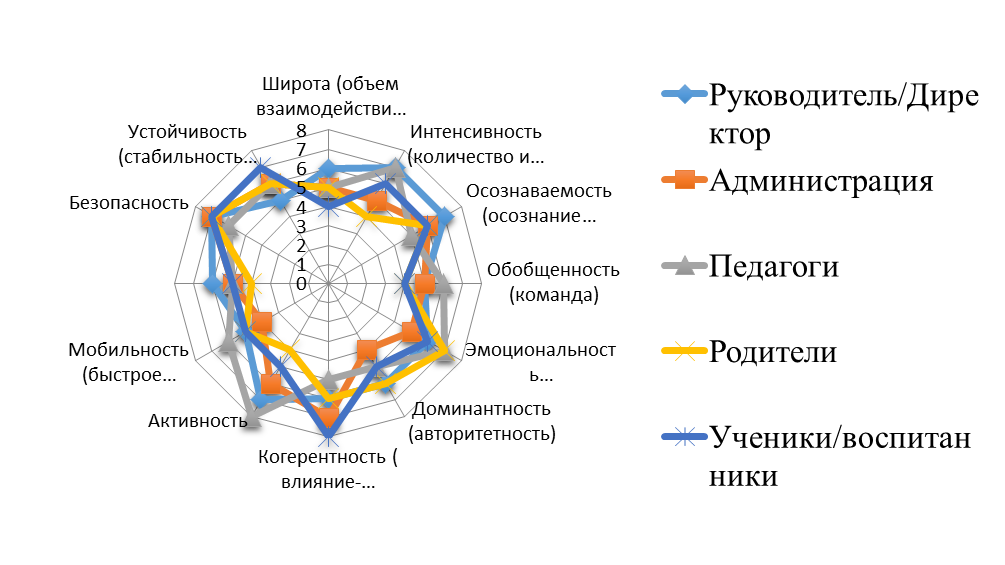 Широта (объем
взаимодействи...
Интенсивность
(количество и...
Осознаваемость
(осознание...
Обобщенность
(команда)
Эмоциональност
ь...
Доминантность
(авторитетность)
Когерентность (
влияние-...
Активность
Мобильность
(быстрое...
Безопасность
Устойчивость
(стабильность...
8
7
6
5
4
3
2
1
0
Руководитель/Дире
ктор
Администрация
Педагоги
Родители
Ученики/воспитан
ники